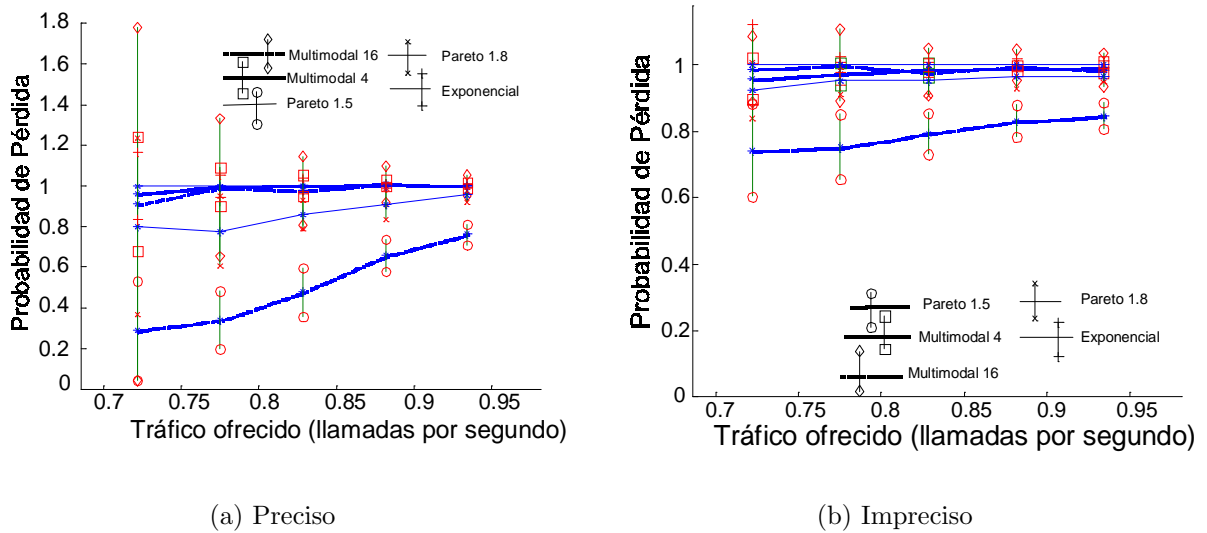 1.8
1.6
1.4
1.2
1
0.8
0.6
0.4
0.2
0
Probabilidad de Pérdida
Multimodal 16
Multimodal 4
Pareto 1.5
Pareto 1.8
Exponencial
0.7 0.75 0.8 0.85 0.9 0.95
Tráfico ofrecido (llamadas por segundo)
(a) Preciso
1
0.8
0.6
0.4
0.2
0
Probabilidad de Pérdida
Pareto 1.5
Multimodal 4
Multimodal 16
Pareto 1.8
Exponencial
0.7 0.75 0.8 0.85 0.9 0.95
Tráfico ofrecido (llamadas por segundo)
(b) Impreciso